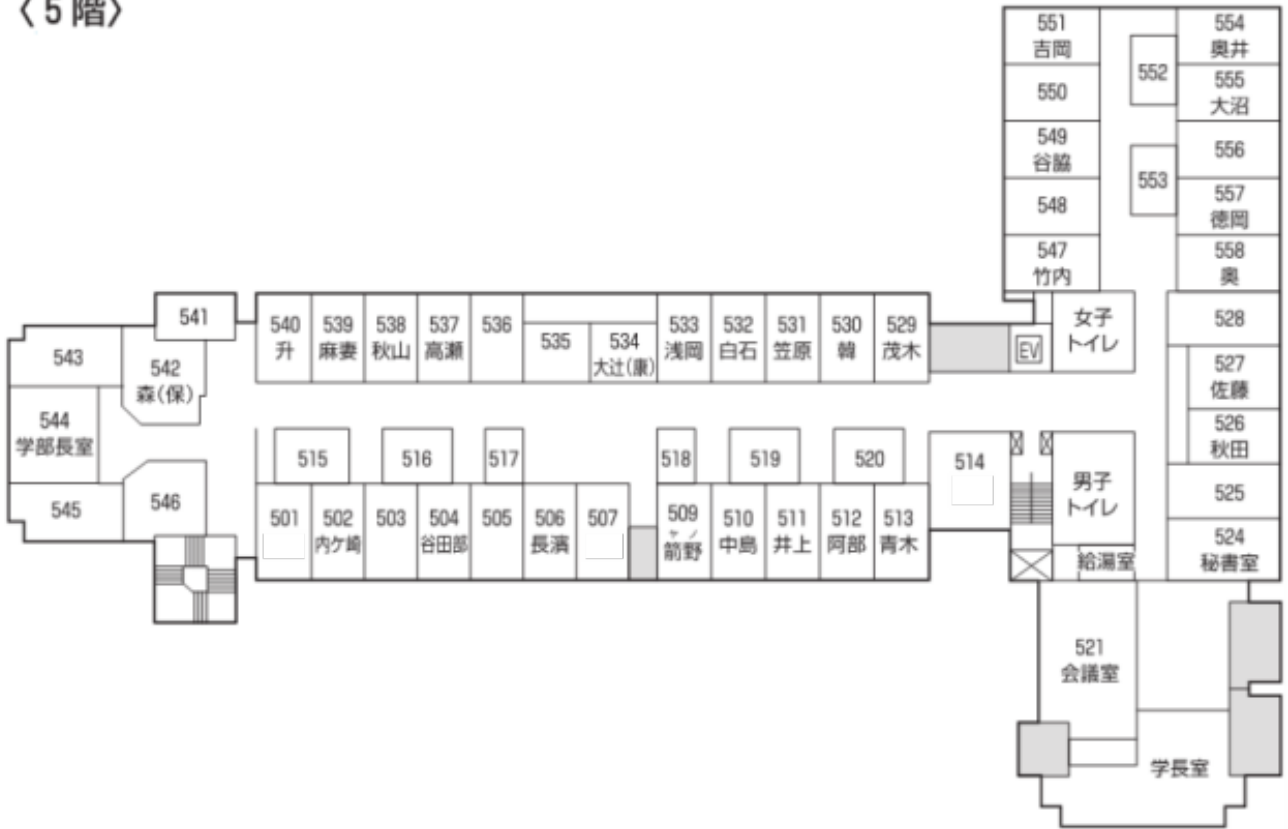 〈5階〉
551
吉岡
550
549
谷脇
548
547
竹内
552
553
554
奥井
555
大沼
556
557
徳岡
558
奥
541
543
542
森(保)
544
学部長室
545
546
540
升
539
麻妻
538
秋山
537
高瀬
536
535
534
大辻(康)
533
浅岡
532
白石
531
笠原
530
韓
529
茂木
EV
女子
トイレ
528
527
佐藤
526
秋田
525
524
秘書室
515
516
517
518
519
520
514
男子
トイレ
給湯室
501
502
内ケ崎
503
504
谷田部
505
506
長濱
507
509
ヤノ
箭野
510
中島
511
井上
512
阿部
513
青木
521
会議室
学長室